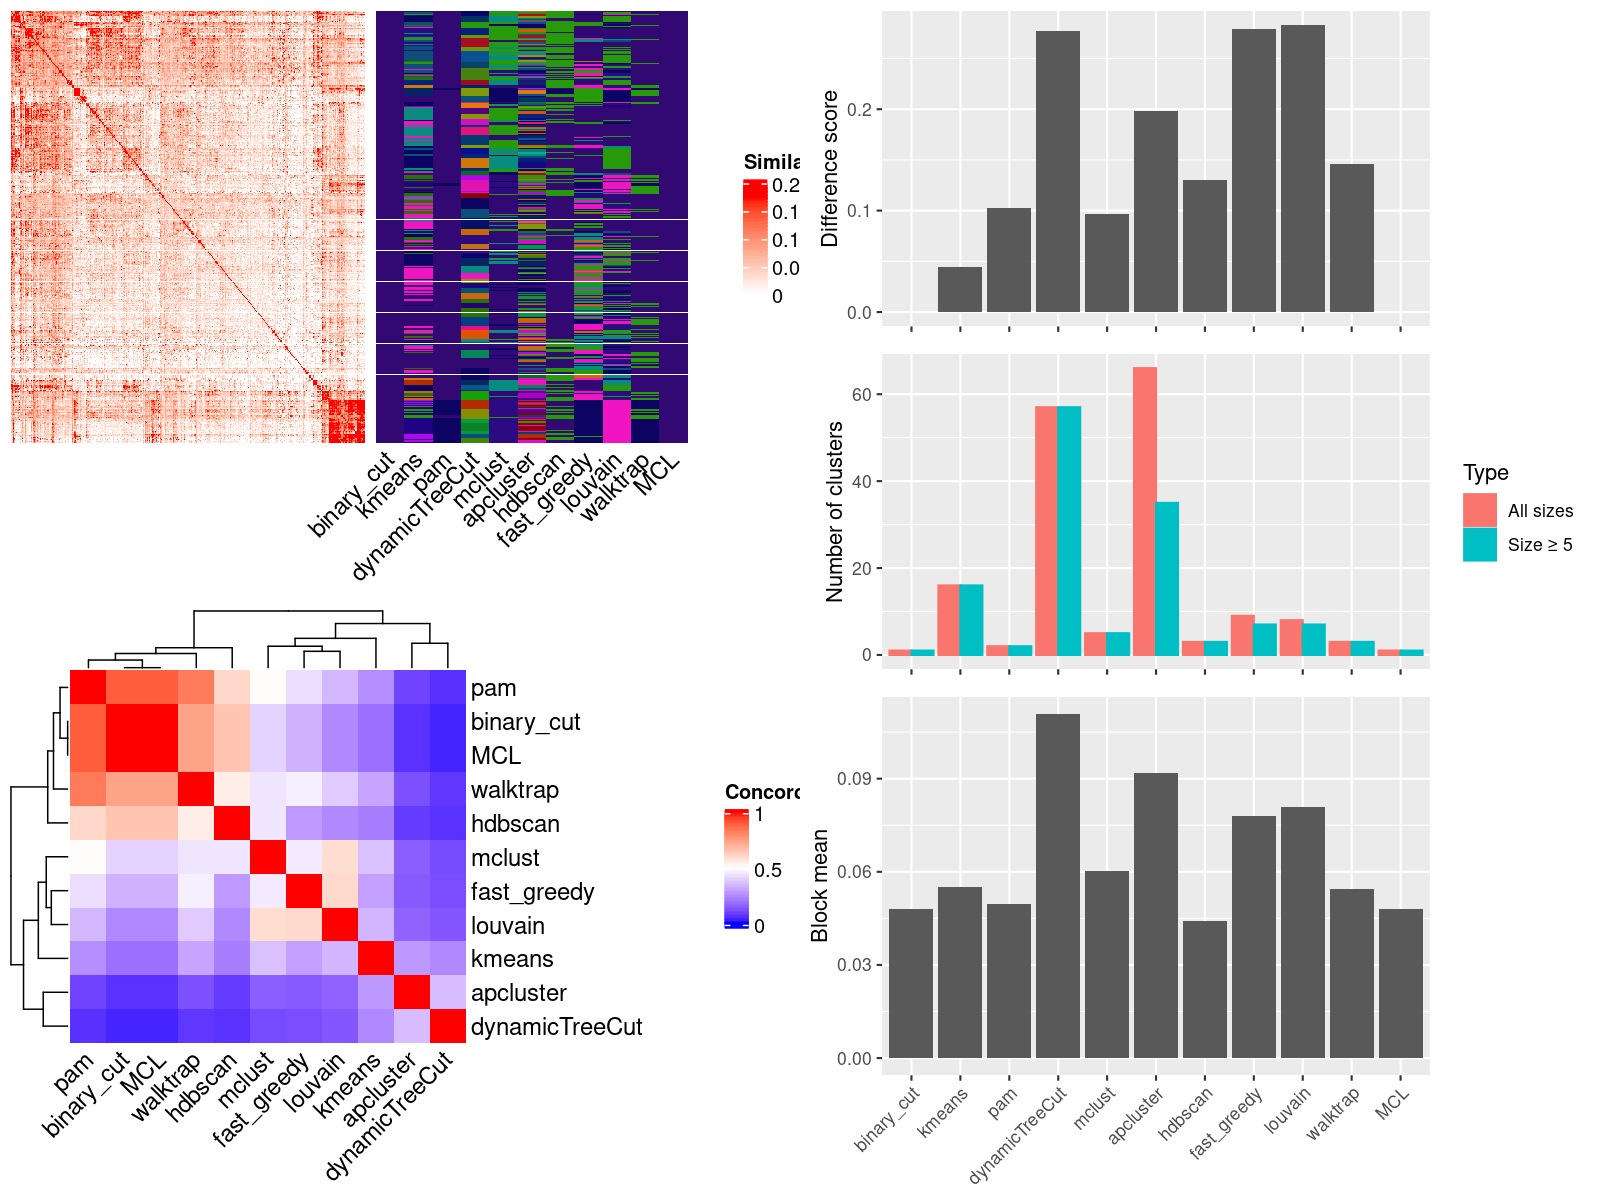 Simila
0.2
0.1
0.1
0.0
0
binary_cut
kmeans
pam
dynamicTreeCut
mclust
apcluster
hdbscan
fast_greedy
louvain
walktrap
MCL
pam
binary_cut
MCL
walktrap
hdbscan
mclust
fast_greedy
louvain
kmeans
apcluster
dynamicTreeCut
pam
binary_cut
MCL
walktrap
hdbscan
mclust
fast_greedy
louvain
kmeans
apcluster
dynamicTreeCut
Concord
1
0.5
0
Difference score
0.2
0.1
0.0
Number of clusters
60
40
20
0
Type
All sizes
Size ≥ 5
Block mean
0.09
0.06
0.03
0.00
binary_cut
kmeans
pam
dynamicTreeCut
mclust
apcluster
hdbscan
fast_greedy
louvain
walktrap
MCL